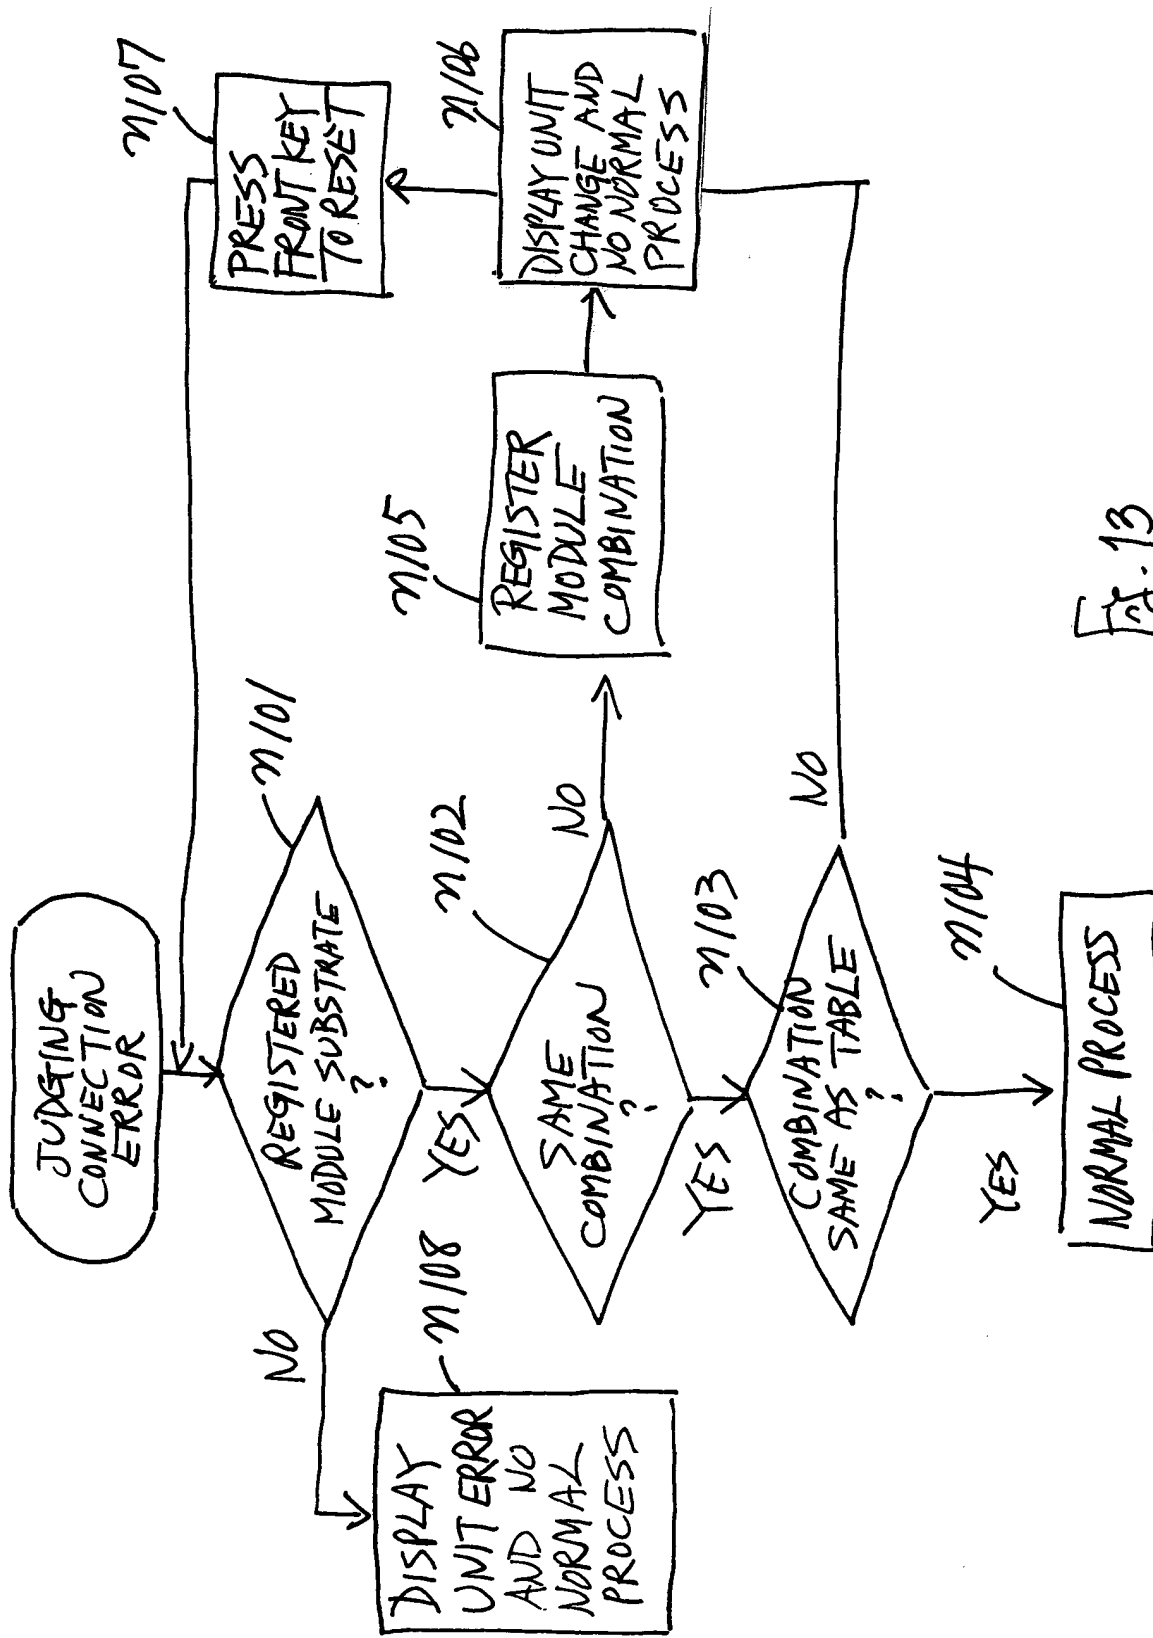 JUDGING
CONNECTION
ERROR
n101
REGISTERED
MODULE SUBSTRATE
?
NO
YES
n108
DISPLAY
UNIT ERROR
AND NO
NORMAL
PROCESS
n102
SAME
COMBINATION
?
NO
YES
n105
REGISTER
MODULE
COMBINATION
n106
DISPLAY UNIT
CHANGE AND
NO NORMAL
PROCESS
n107
PRESS
FRONT KEY
TO RESET
n103
COMBINATION
SAME AS TABLE
?
NO
YES
n104
NORMAL PROCESS
Fig. 13